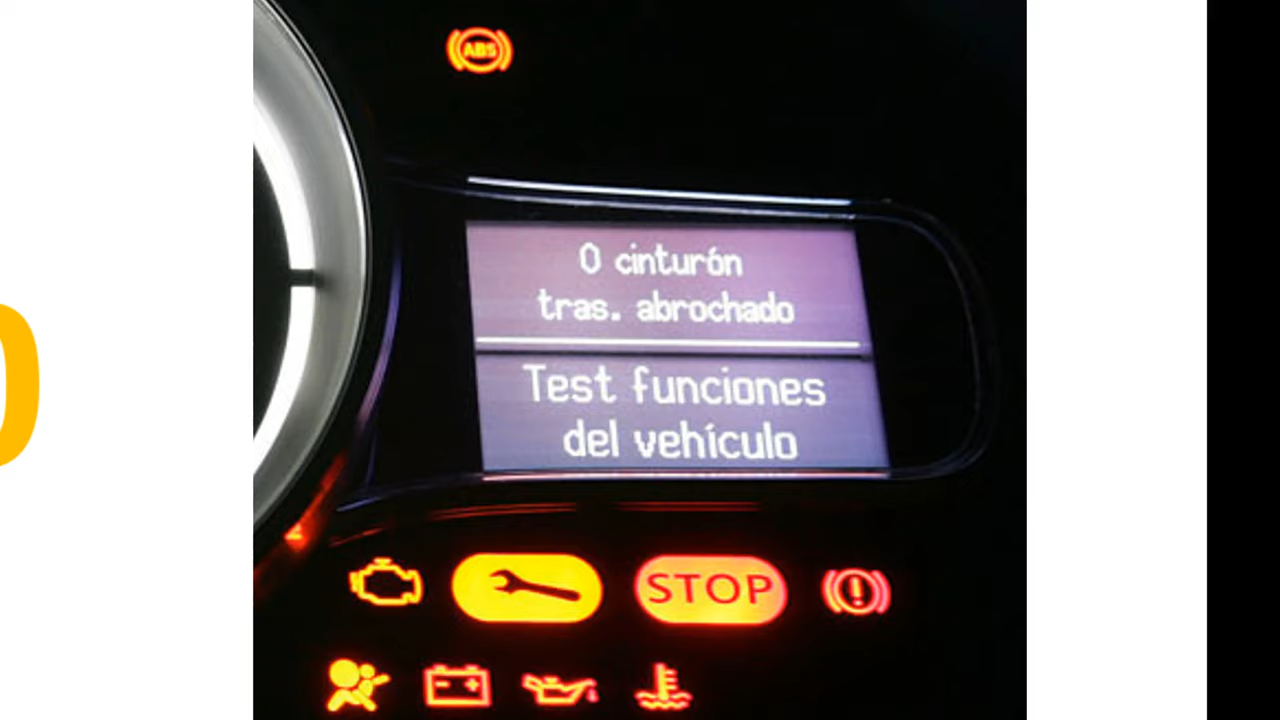 ABS
0 cinturón
tras. abrochado
Test funciones
del vehículo
STOP